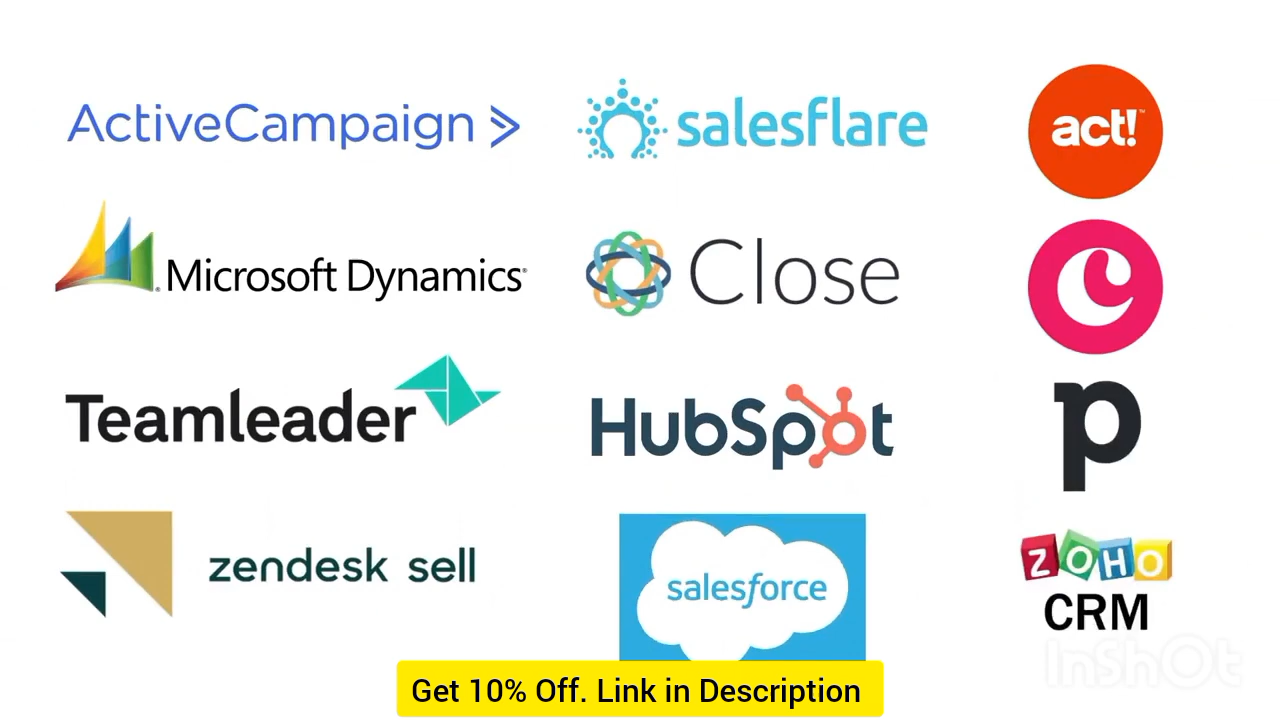 ActiveCampaign
salesflare
act!™
Microsoft Dynamics®
Close
Teamleader
HubSpot
p
zendesk sell
salesforce
ZOHO
CRM
InShOt
Get 10% Off. Link in Description